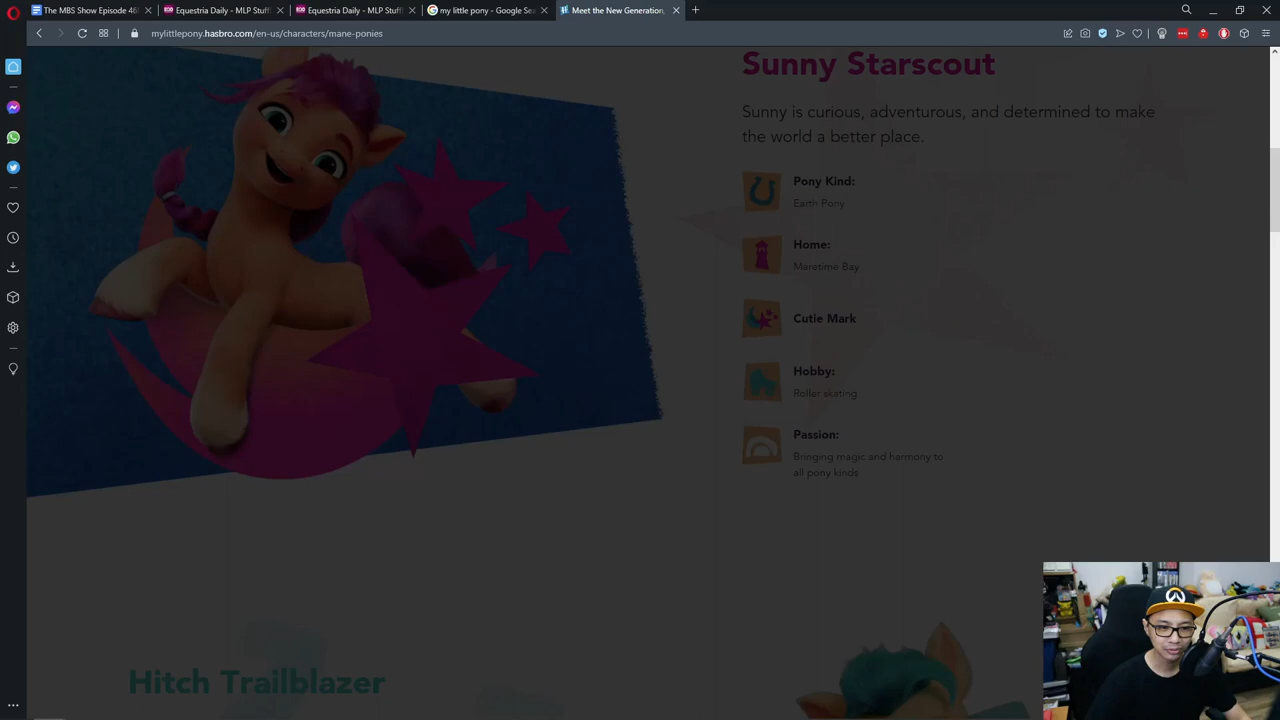 The MBS Show Episode 46
Equestria Daily - MLP Stuff
Equestria Daily - MLP Stuff
my little pony - Google Sea
Meet the New Generation,
mylittlepony.hasbro.com/en-us/characters/mane-ponies
Sunny Starscout
Sunny is curious, adventurous, and determined to make
the world a better place.
Pony Kind:
Earth Pony
Home:
Maretime Bay
Cutie Mark
Hobby:
Roller skating
Passion:
Bringing magic and harmony to
all pony kinds
Hitch Trailblazer